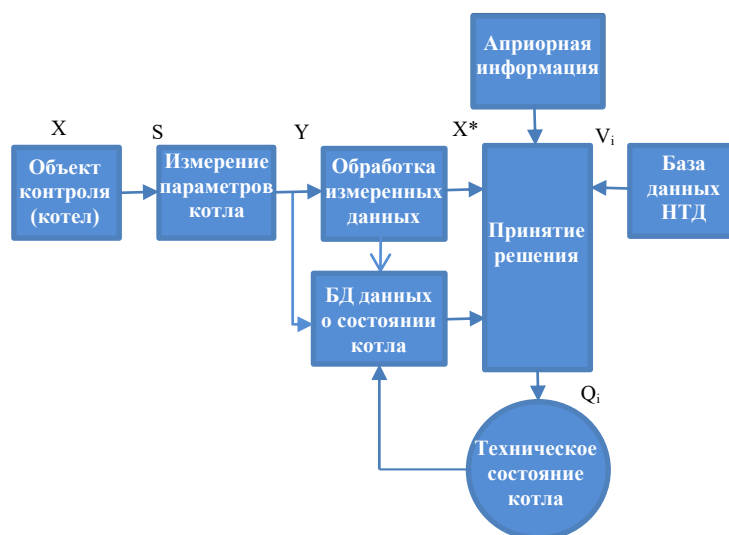 Априорная
информация
X
S
Y
X*
Vi
Объект
контроля
(котел)
Измерение
параметров
котла
Обработка
измеренных
данных
Принятие
решения
База
данных
НТД
БД данных
о состоянии
котла
Qi
Техническое
состояние
котла